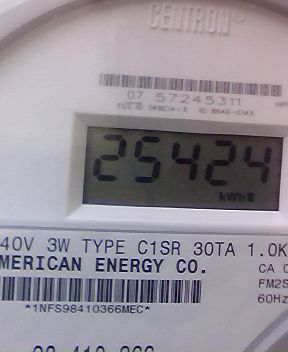 CENTRON
07 57245311
25424
kWh
40V 3W TYPE C1SR 30TA 1.0K
MERICAN ENERGY CO.
CA 0
FM2S
60Hz
*1NFS98410366MEC*